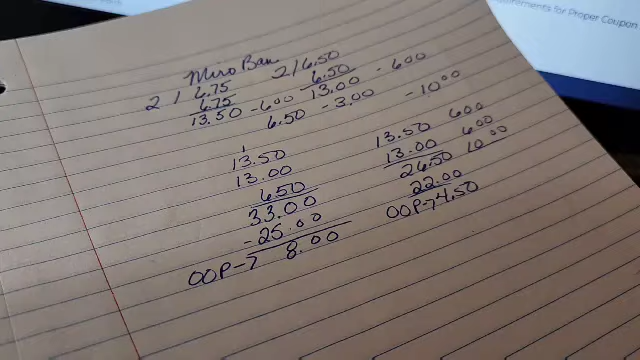 ements for Proper Coupon
Miro Ban
2 / 6.75 2 / 6.50
6.75 6.50
13.50 - 6.00 13.00 - 6.00
6.50 - 3.00 - 10.00
1
13.50 13.50 6.00
13.00 13.00 6.00
6.50 26.50 10.00
33.00 22.00
- 25.00 OOP-7 4.50
OOP-7 8.00